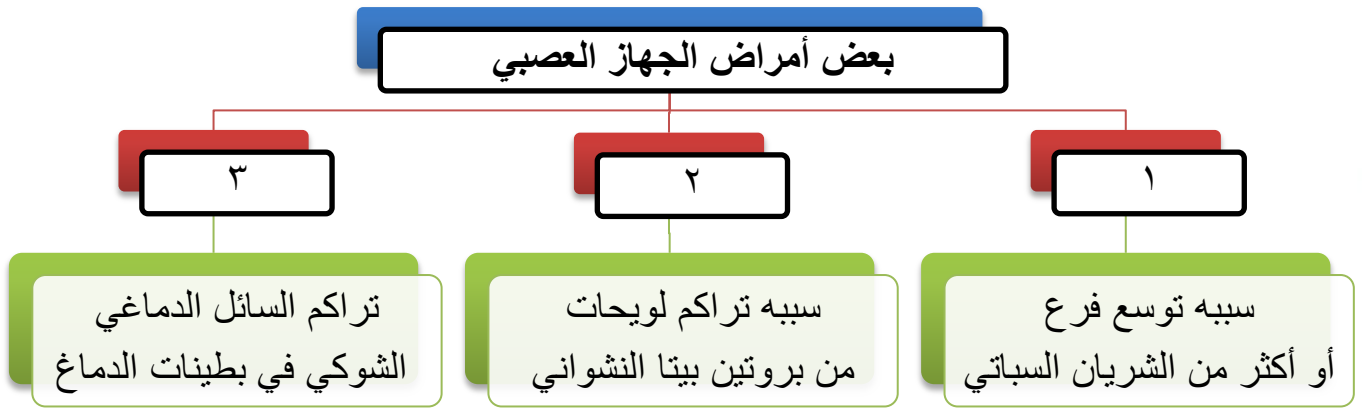 بعض أمراض الجهاز العصبي
١
٢
٣
سببه توسع فرع
أو أكثر من الشريان السباتي
سببه تراكم لويحات
من بروتين بيتا النشواني
تراكم السائل الدماغي
الشوكي في بطينات الدماغ